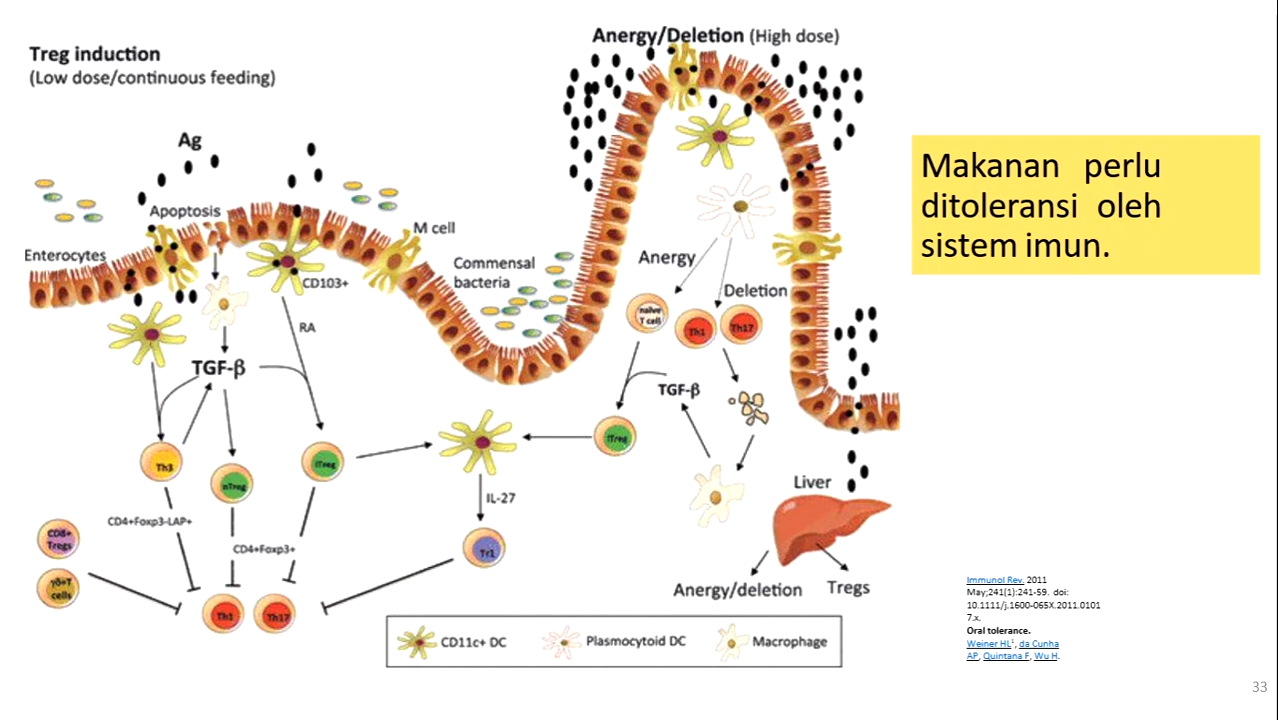 Treg induction
(Low dose/continuous feeding)
Anergy/Deletion (High dose)
Ag
Apoptosis
Enterocytes
CD103+
M cell
Commensal
bacteria
RA
TGF-β
Th3
nTreg
iTreg
CD4+Foxp3-LAP+
CD4+Foxp3+
CD8+
Tregs
γδ+T
cells
Th1
Th17
IL-27
Tr1
Anergy
Deletion
naïve
T cell
Th1
Th17
TGF-β
iTreg
Liver
Anergy/deletion
Tregs
CD11c+ DC
Plasmocytoid DC
Macrophage
Makanan perlu
ditoleransi oleh
sistem imun.
Immunol Rev. 2011
May;241(1):241-59. doi:
10.1111/j.1600-065X.2011.0101
7.x.
Oral tolerance.
Weiner HL1, da Cunha
AP, Quintana F, Wu H.
33